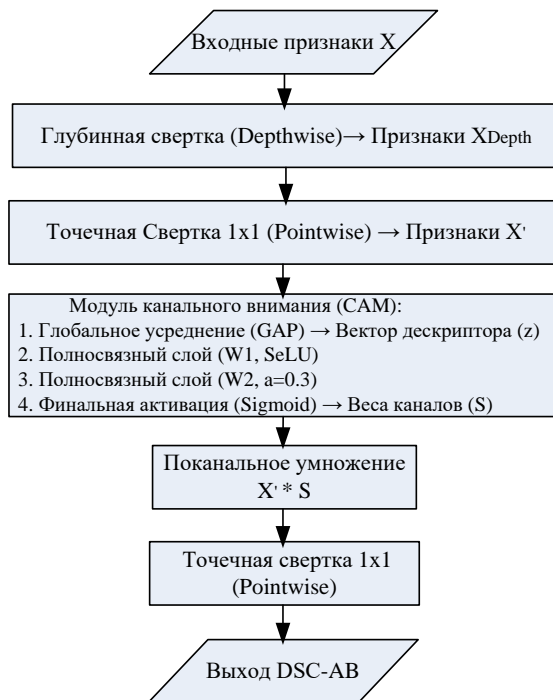 Входные признаки X
Глубинная свертка (Depthwise)→ Признаки XDepth
Точечная Свертка 1x1 (Pointwise) → Признаки X'
Модуль канального внимания (CAM):
1. Глобальное усреднение (GAP) → Вектор дескриптора (z)
2. Полносвязный слой (W1, SeLU)
3. Полносвязный слой (W2, a=0.3)
4. Финальная активация (Sigmoid) → Веса каналов (S)
Поканальное умножение
X' * S
Точечная свертка 1x1
(Pointwise)
Выход DSC-AB